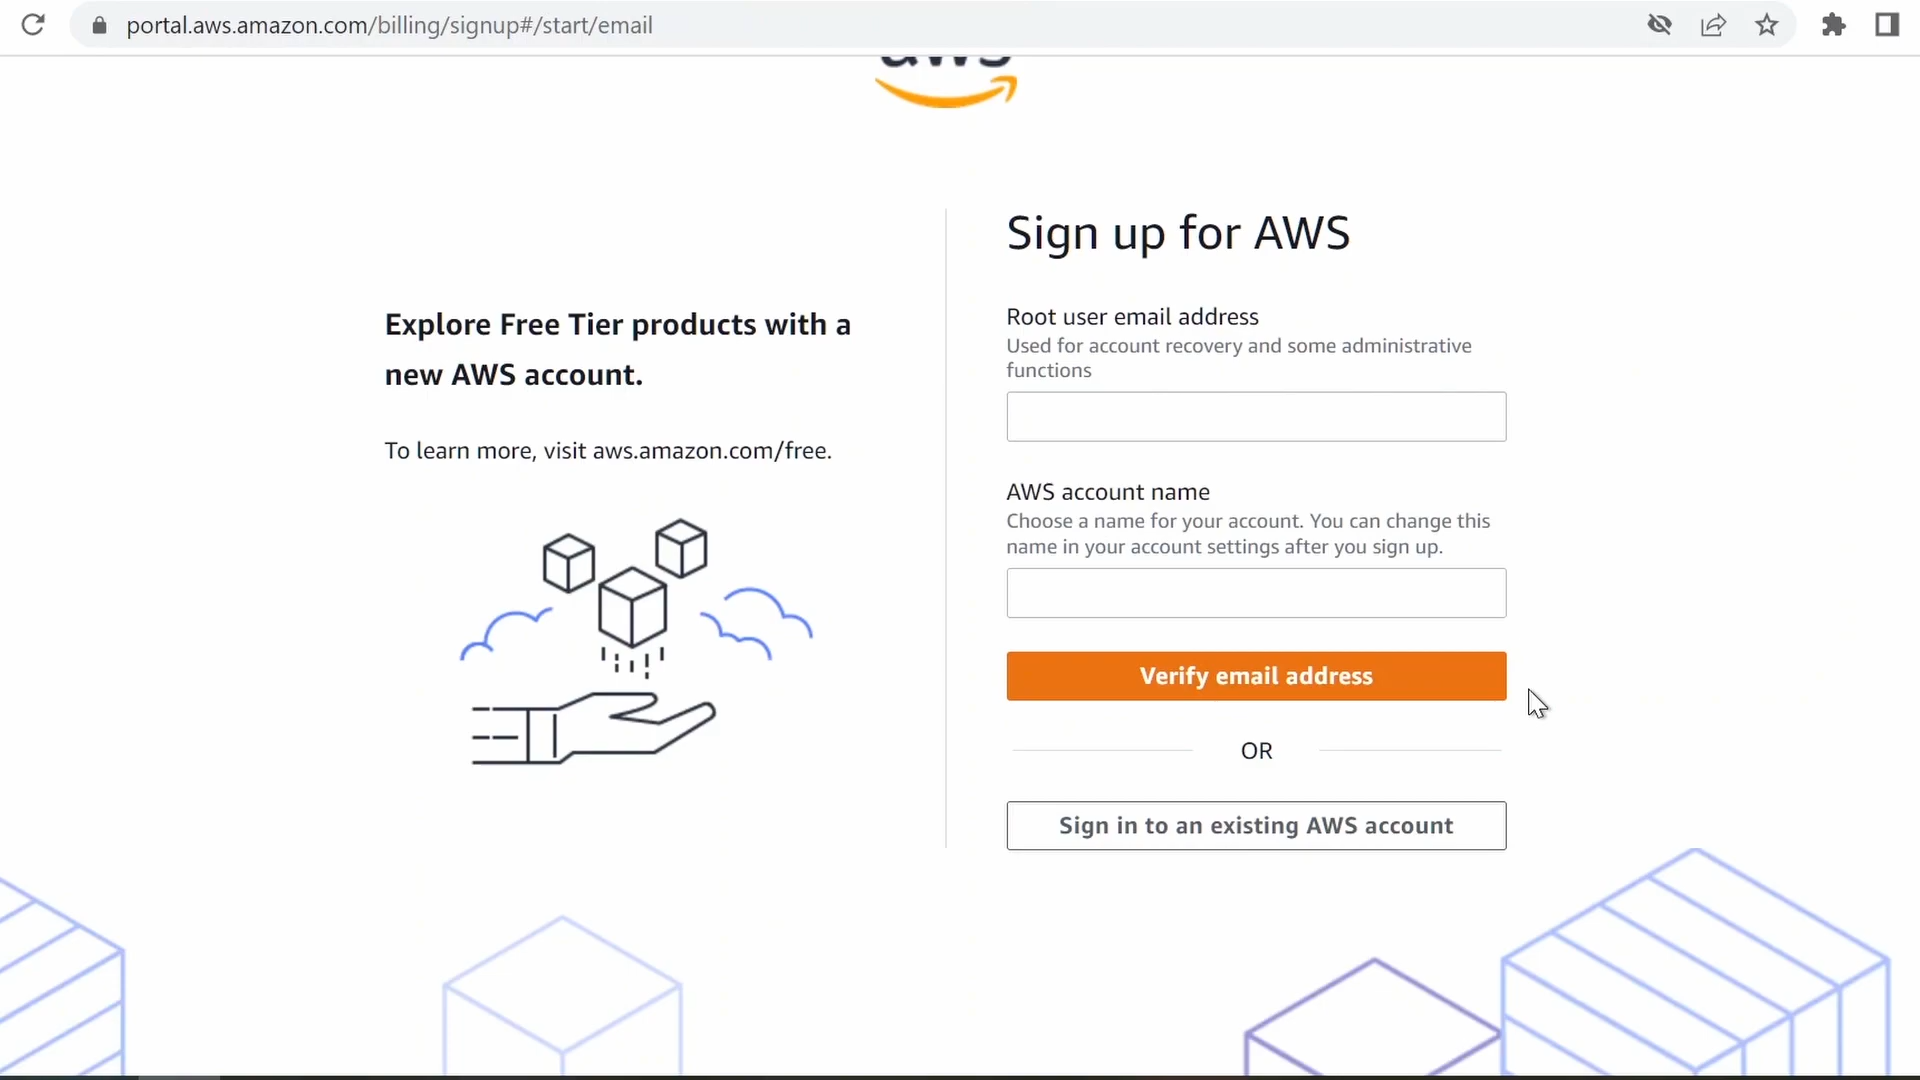 portal.aws.amazon.com/billing/signup#/start/email
aws
Explore Free Tier products with a
new AWS account.
To learn more, visit aws.amazon.com/free.
Sign up for AWS
Root user email address
Used for account recovery and some administrative
functions
AWS account name
Choose a name for your account. You can change this
name in your account settings after you sign up.
Verify email address
OR
Sign in to an existing AWS account